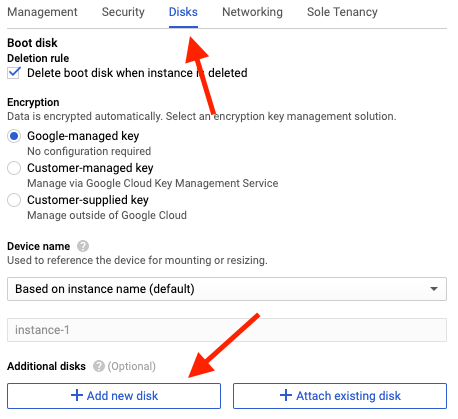 Management Security Disks Networking Sole Tenancy
Boot disk
Deletion rule
Delete boot disk when instance is deleted
Encryption
Data is encrypted automatically. Select an encryption key management solution.
Google-managed key
No configuration required
Customer-managed key
Manage via Google Cloud Key Management Service
Customer-supplied key
Manage outside of Google Cloud
Device name ?
Used to reference the device for mounting or resizing.
Based on instance name (default)
instance-1
Additional disks ? (Optional)
+ Add new disk + Attach existing disk